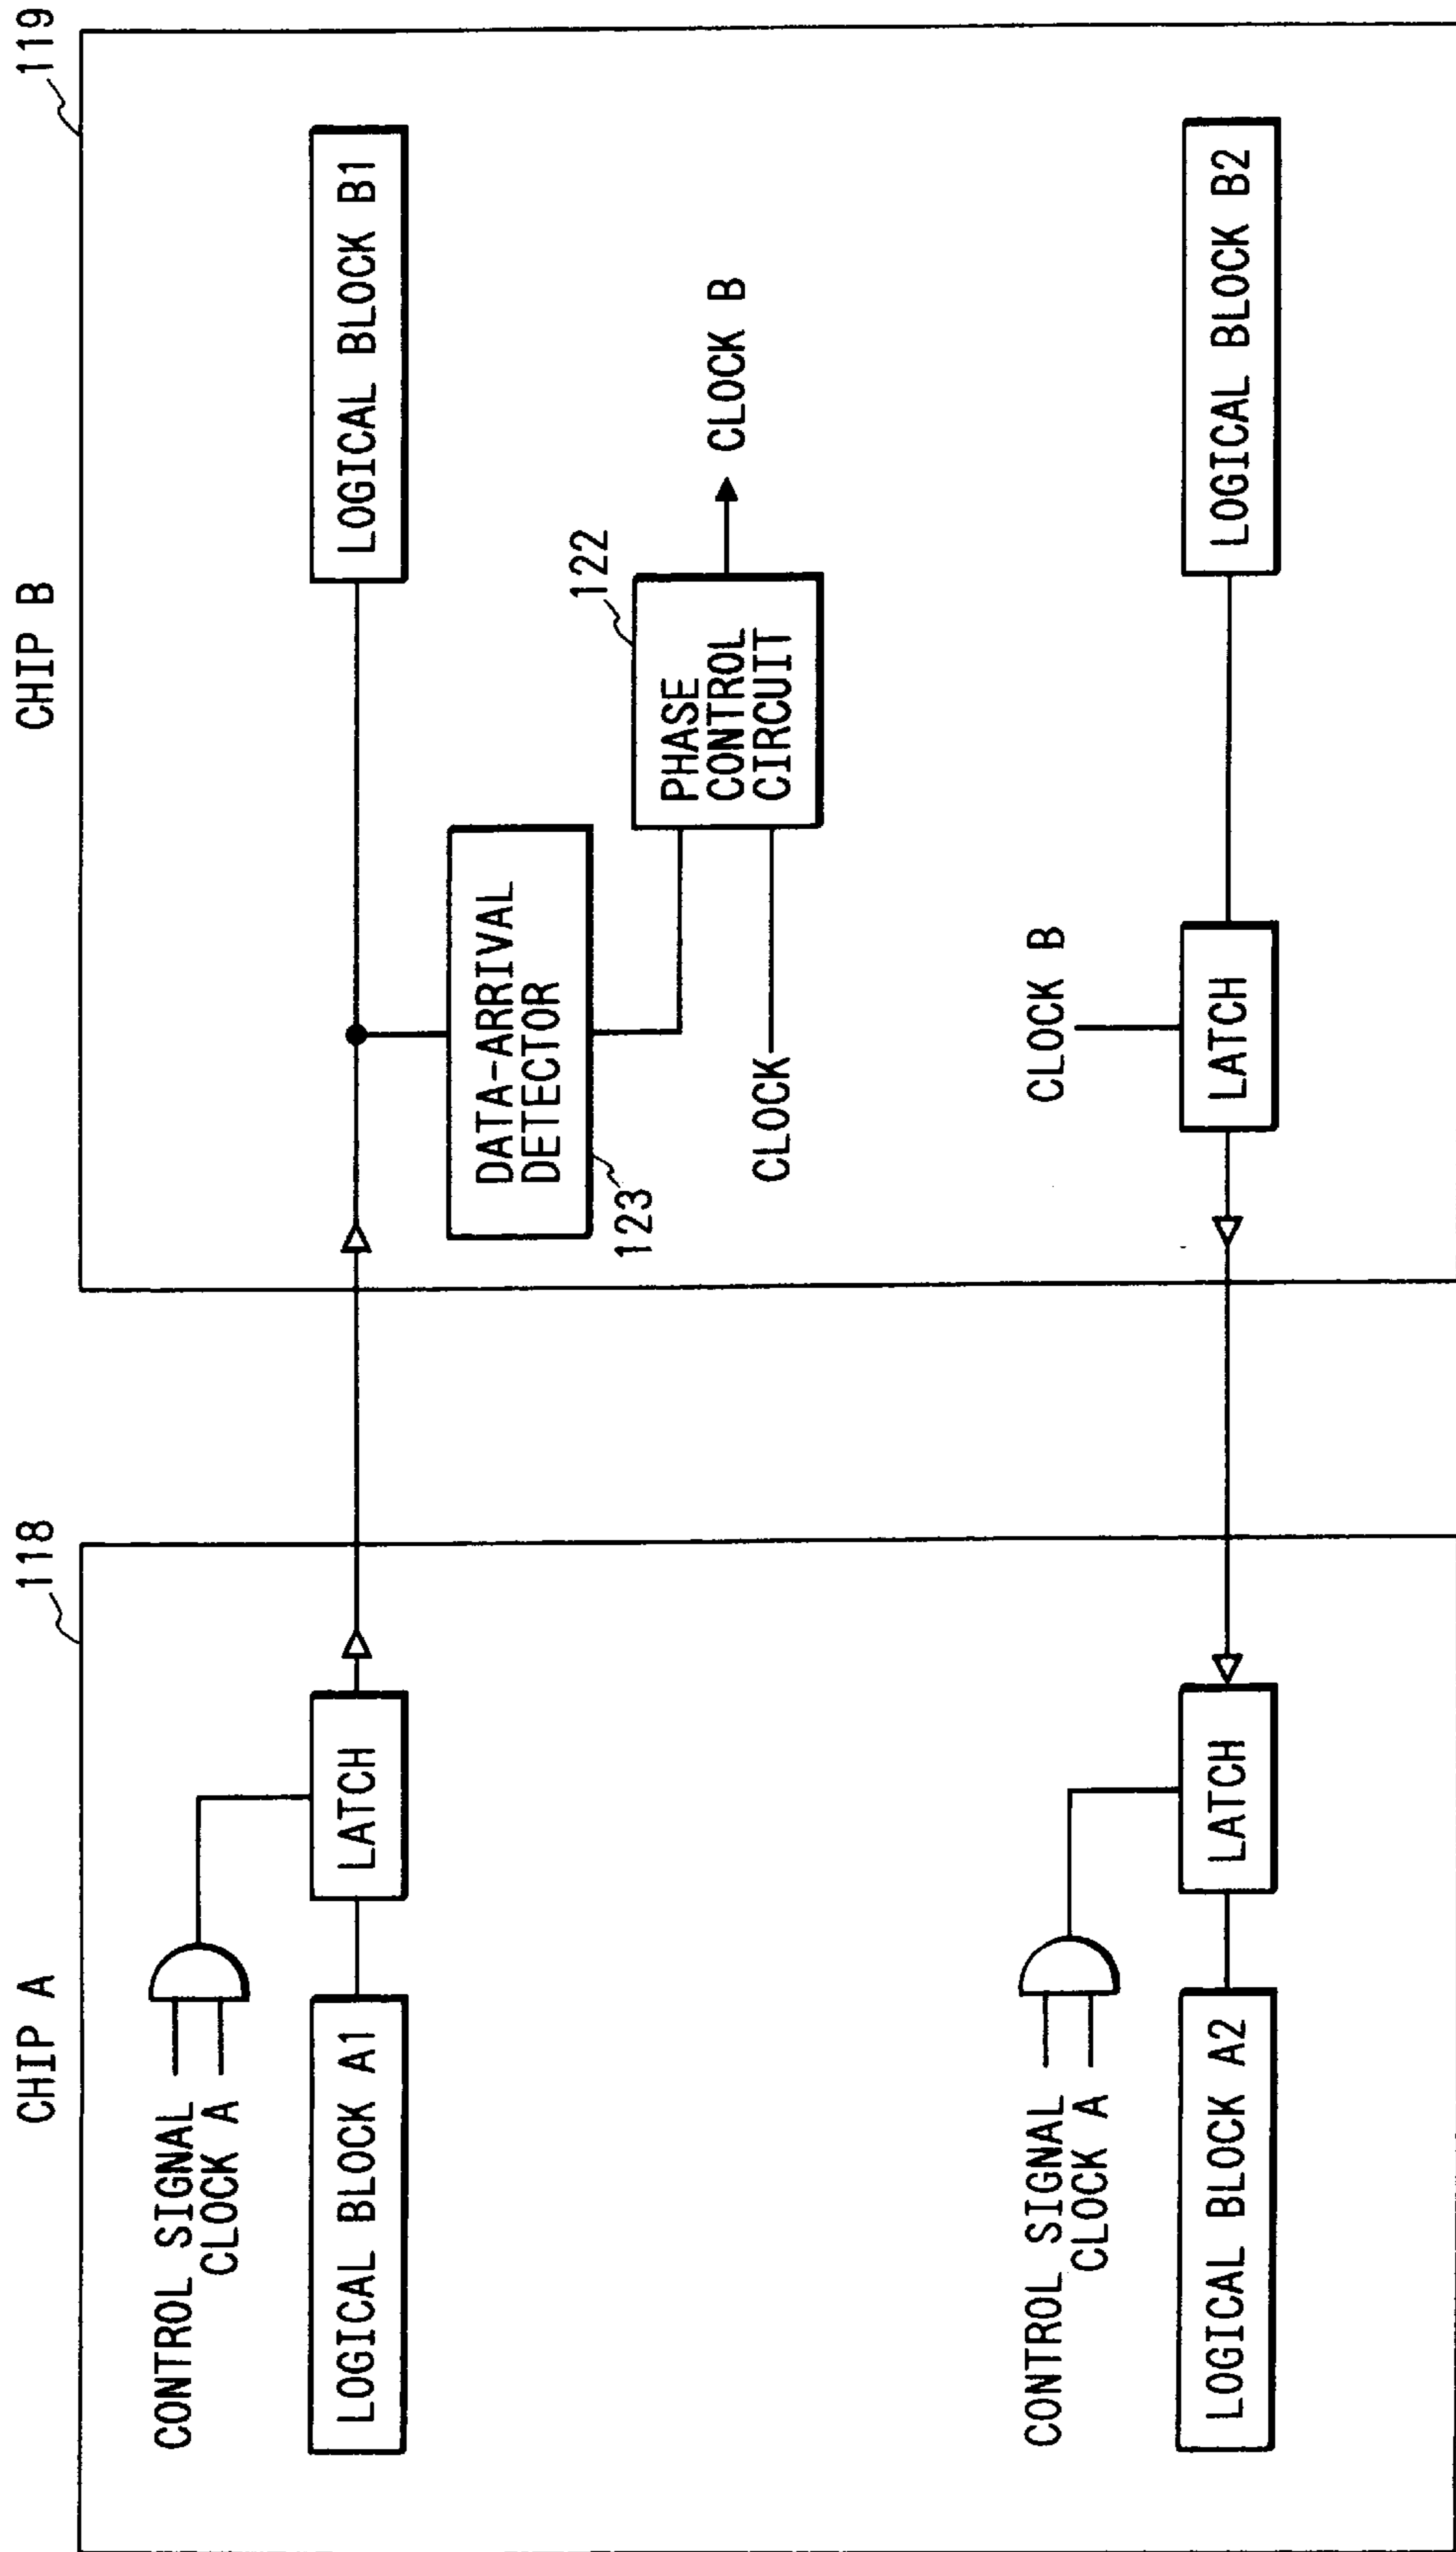 CHIP A
CHIP B
118
119
CONTROL SIGNAL
CLOCK A
LOGICAL BLOCK A1
LATCH
LOGICAL BLOCK B1
DATA-ARRIVAL
DETECTOR
123
PHASE
CONTROL
CIRCUIT
122
CLOCK
CLOCK B
CONTROL SIGNAL
CLOCK A
LOGICAL BLOCK A2
LATCH
CLOCK B
LATCH
LOGICAL BLOCK B2